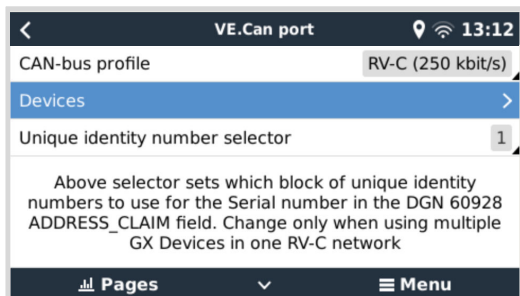 VE.Can port 13:12
CAN-bus profile RV-C (250 kbit/s)
Devices
Unique identity number selector 1
Above selector sets which block of unique identity
numbers to use for the Serial number in the DGN 60928
ADDRESS_CLAIM field. Change only when using multiple
GX Devices in one RV-C network
Pages Menu